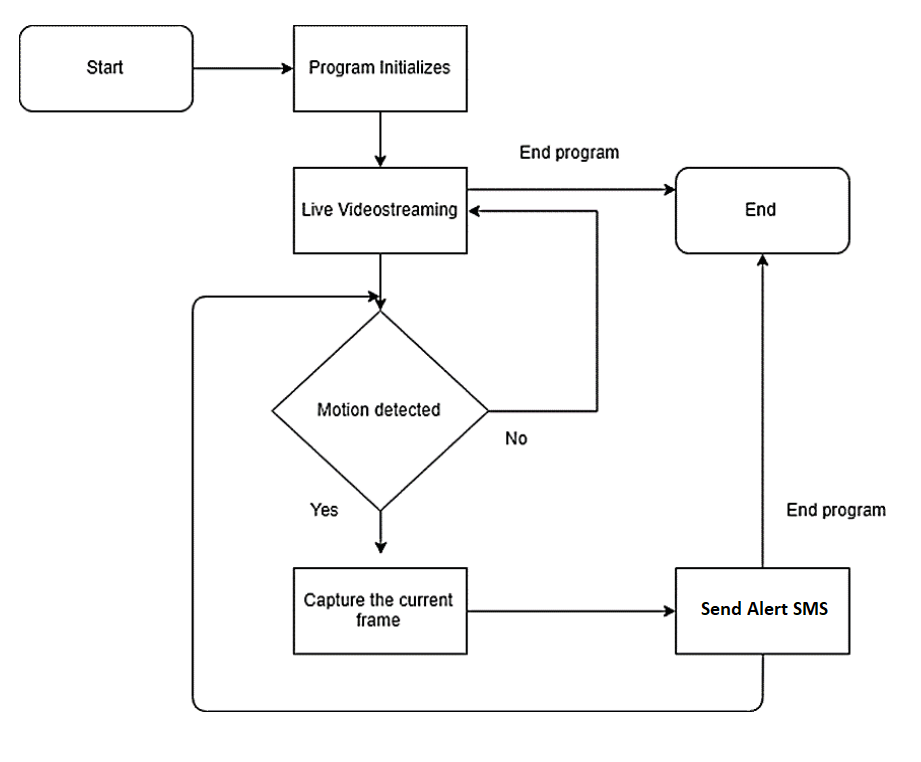 Start
Program Initializes
End program
Live Videostreaming
End
Motion detected
No
Yes
End program
Capture the current
frame
Send Alert SMS